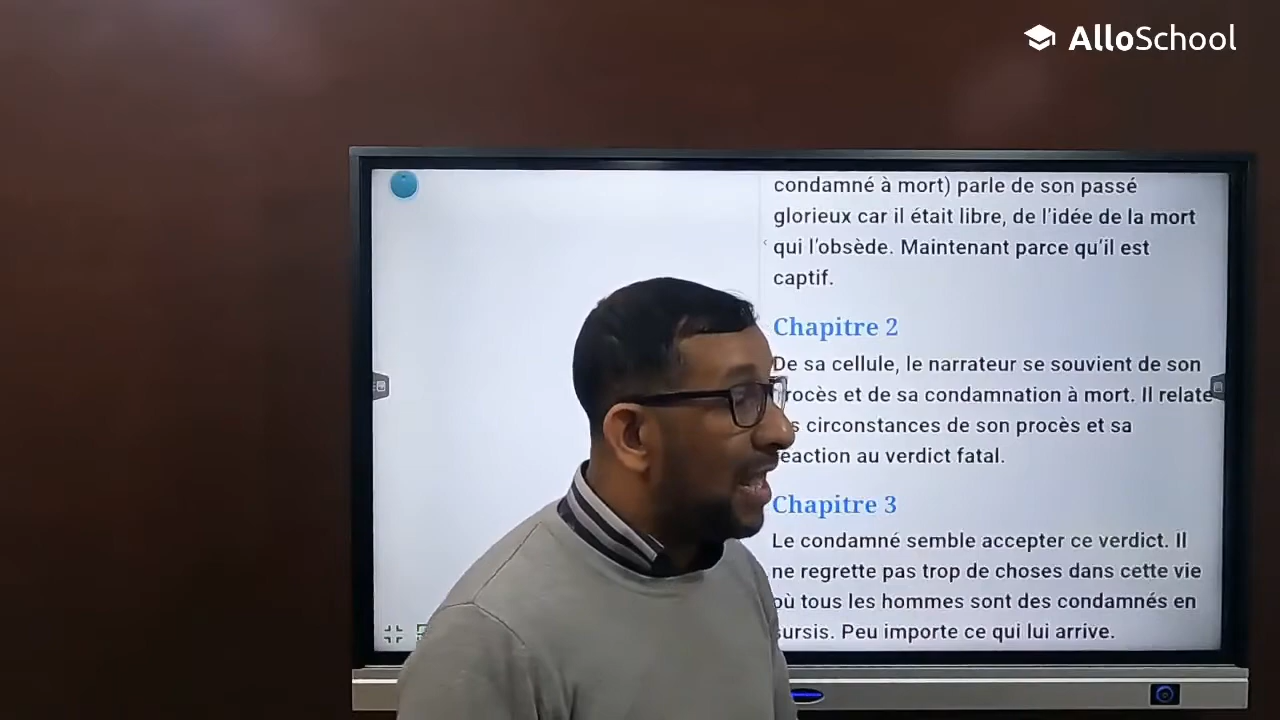 AlloSchool
condamné à mort) parle de son passé
glorieux car il était libre, de l'idée de la mort
qui l'obsède. Maintenant parce qu'il est
captif.
Chapitre 2
De sa cellule, le narrateur se souvient de son
rocès et de sa condamnation à mort. Il relate
s circonstances de son procès et sa
eaction au verdict fatal.
Chapitre 3
Le condamné semble accepter ce verdict. Il
ne regrette pas trop de choses dans cette vie
où tous les hommes sont des condamnés en
sursis. Peu importe ce qui lui arrive.